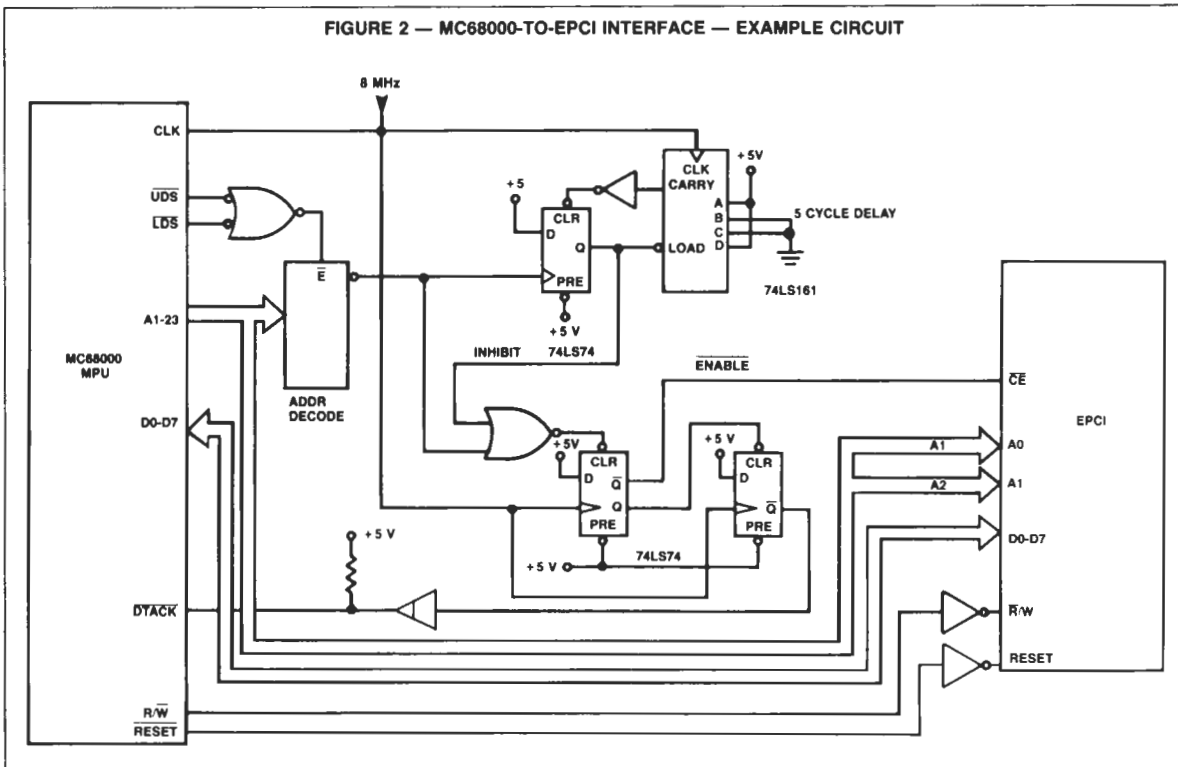 FIGURE 2 — MC68000-TO-EPCI INTERFACE — EXAMPLE CIRCUIT
8 MHz
CLK
UDS
LDS
A1-23
MC68000
MPU
D0-D7
DTACK
R/W
RESET
E
ADDR
DECODE
+5
CLR
D
Q
PRE
+5 V
74LS74
CLK
CARRY
LOAD
A
B
C
D
+5V
5 CYCLE DELAY
74LS161
INHIBIT
ENABLE
+5V
CLR
D
Q
Q
PRE
+5 V
74LS74
+5V
CLR
D
Q
PRE
+5 V
A1
A2
CE
EPCI
A0
A1
D0-D7
R/W
RESET